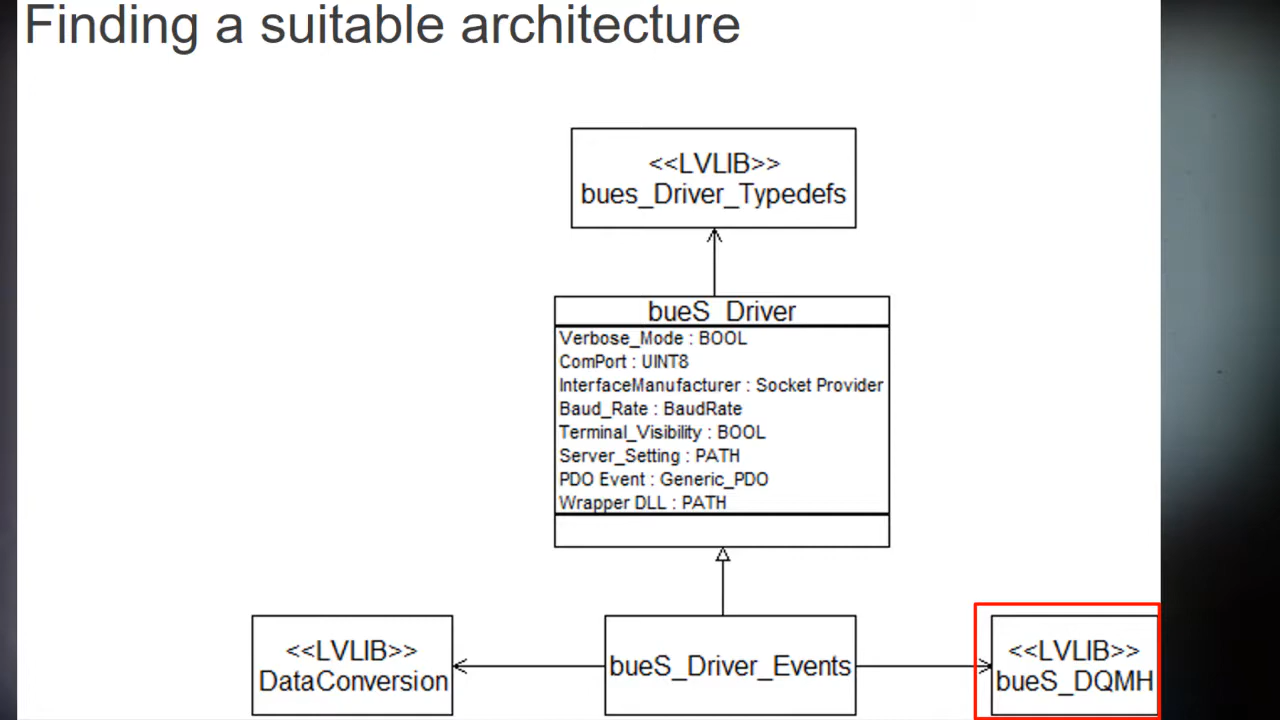 Finding a suitable architecture
<<LVLIB>>
bues_Driver_Typedefs
bueS_Driver
Verbose_Mode : BOOL
ComPort : UINT8
InterfaceManufacturer : Socket Provider
Baud_Rate : BaudRate
Terminal_Visibility : BOOL
Server_Setting : PATH
PDO Event : Generic_PDO
Wrapper DLL : PATH
<<LVLIB>>
DataConversion
bueS_Driver_Events
<<LVLIB>>
bueS_DQMH